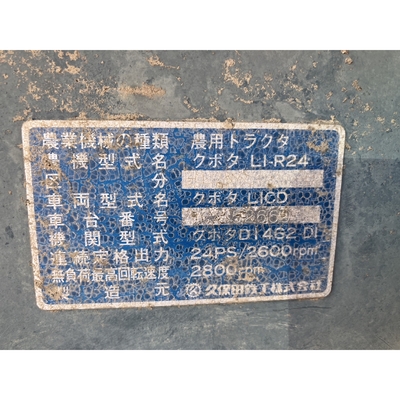 農業機械の種類 農用トラクタ
農機型式名 クボタ L1-R24
区分
車両型式名 クボタ L1CD
車台番号
機関型式 クボタD1462-DI
連続定格出力 24PS/2600rpm
無負荷最高回転速度 2800rpm
製造元 久保田鉄工株式会社